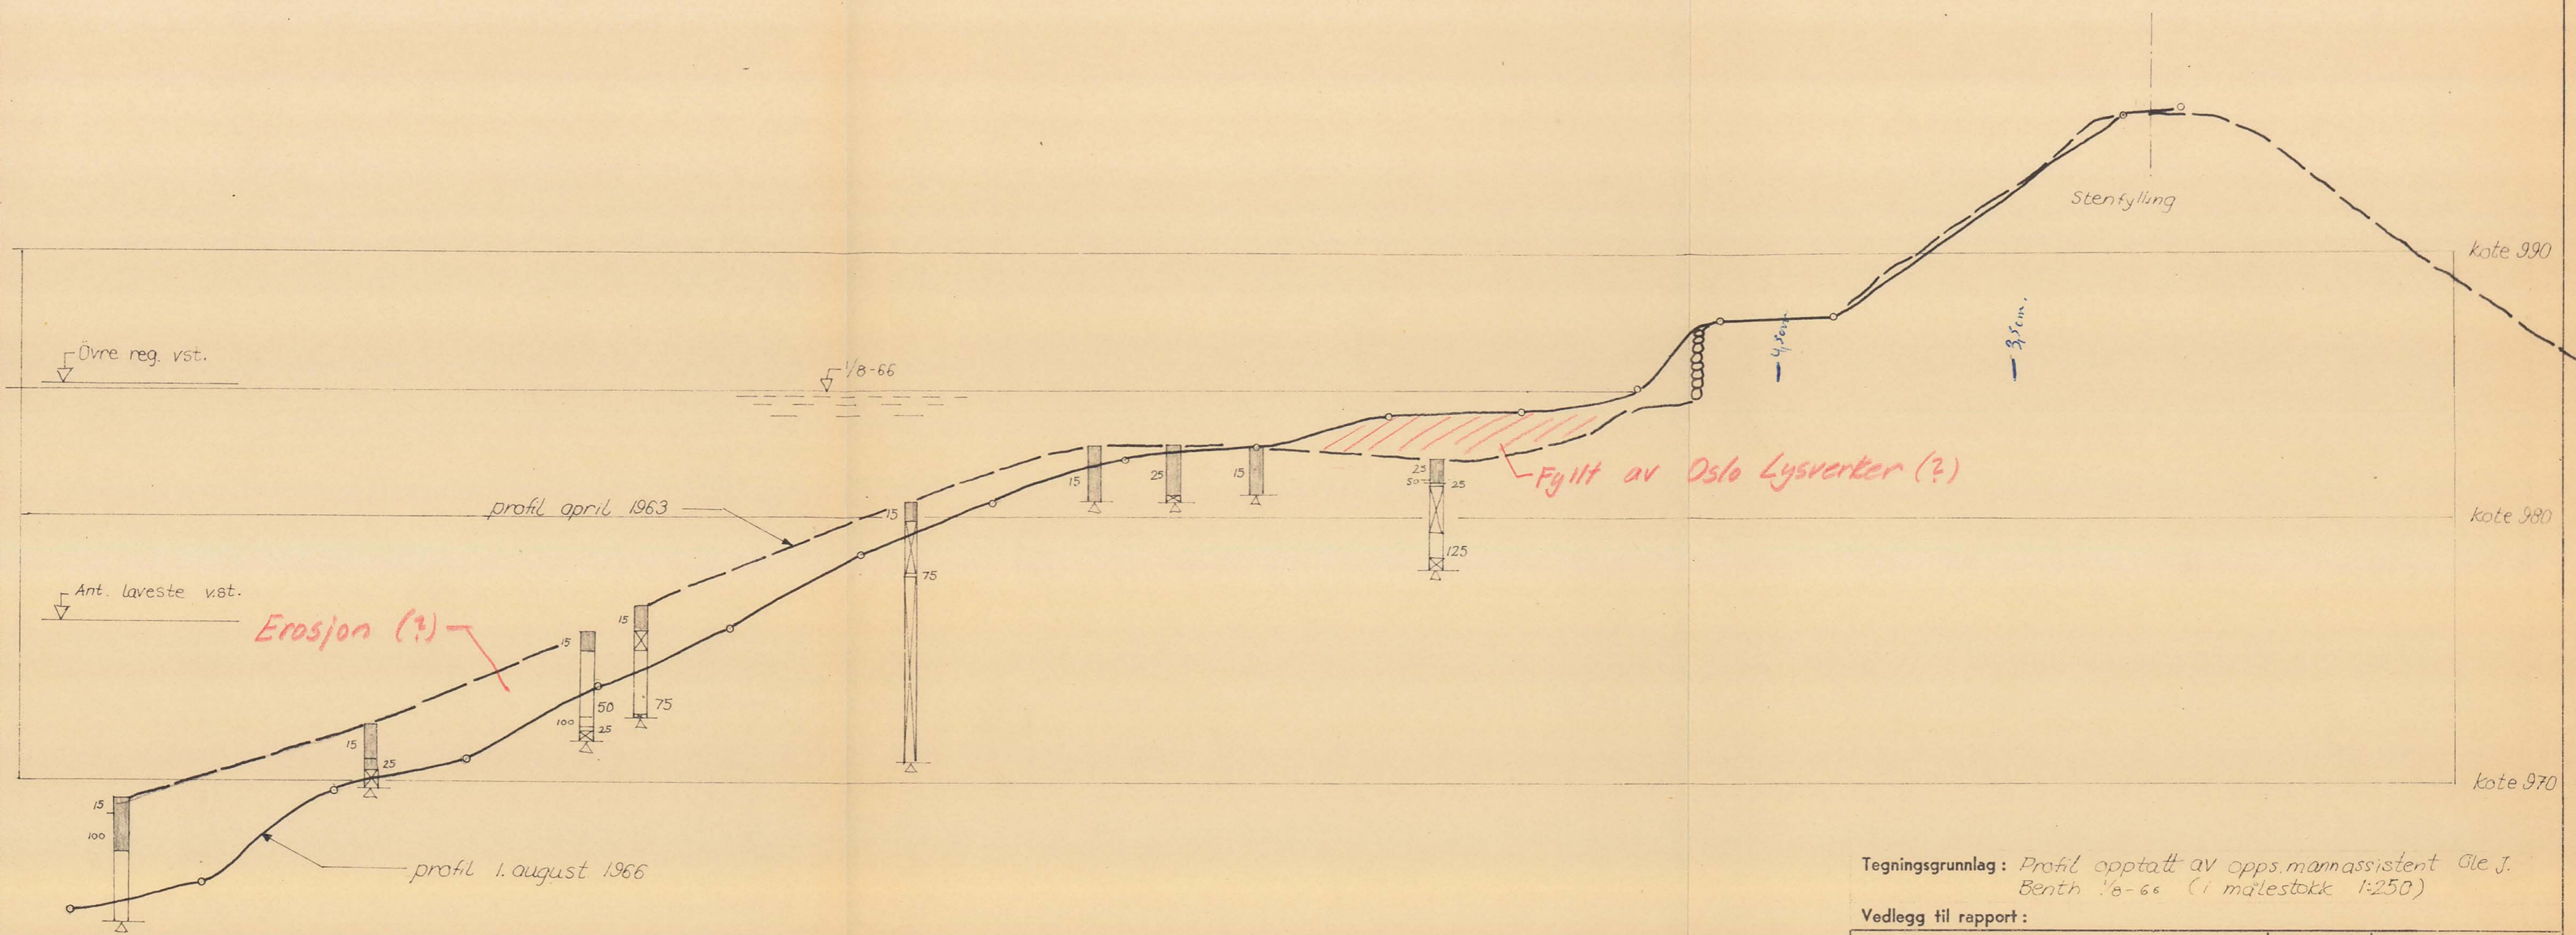 Stenfylling
kote 990
4,5cm
3,5cm.
Övre reg. vst.
1/8-66
15
25
15
25
50
25
Fyllt av Oslo Lysverker (?)
profil april 1963
15
kote 980
125
75
Ant. laveste v.st.
Erosjon (?)
15
15
50
75
100
25
15
25
kote 970
15
100
profil 1. august 1966
Tegningsgrunnlag: Profil opptatt av opps.mannassistent Ole J.
Benth 1/8-66 (i målestokk 1:250)
Vedlegg til rapport: